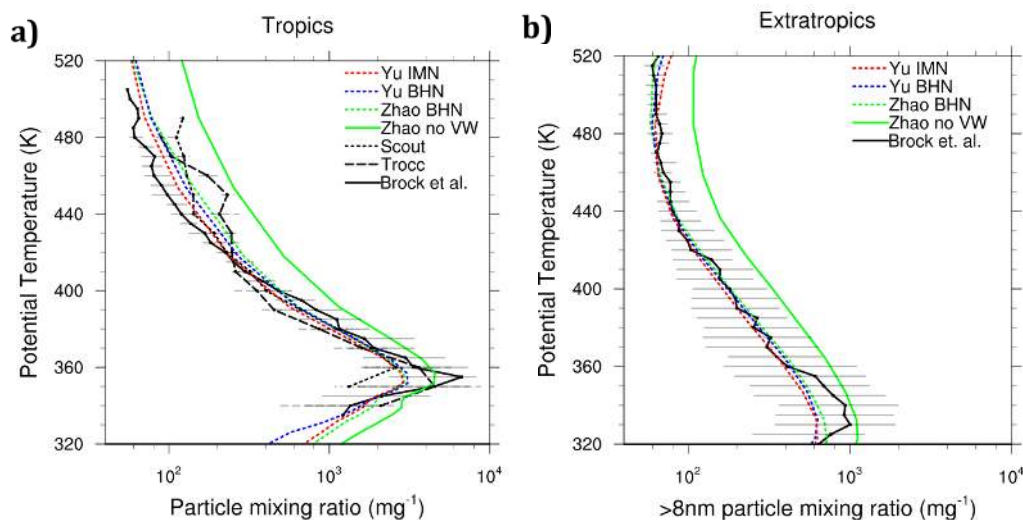 a)
Tropics
520
480
440
400
360
320
Potential Temperature (K)
Yu IMN
Yu BHN
Zhao BHN
Zhao no VW
Scout
Trocc
Brock et al.
10²
10³
10⁴
Particle mixing ratio (mg⁻¹)
b)
Extratropics
520
480
440
400
360
320
Potential Temperature (K)
Yu IMN
Yu BHN
Zhao BHN
Zhao no VW
Brock et. al.
10²
10³
10⁴
>8nm particle mixing ratio (mg⁻¹)